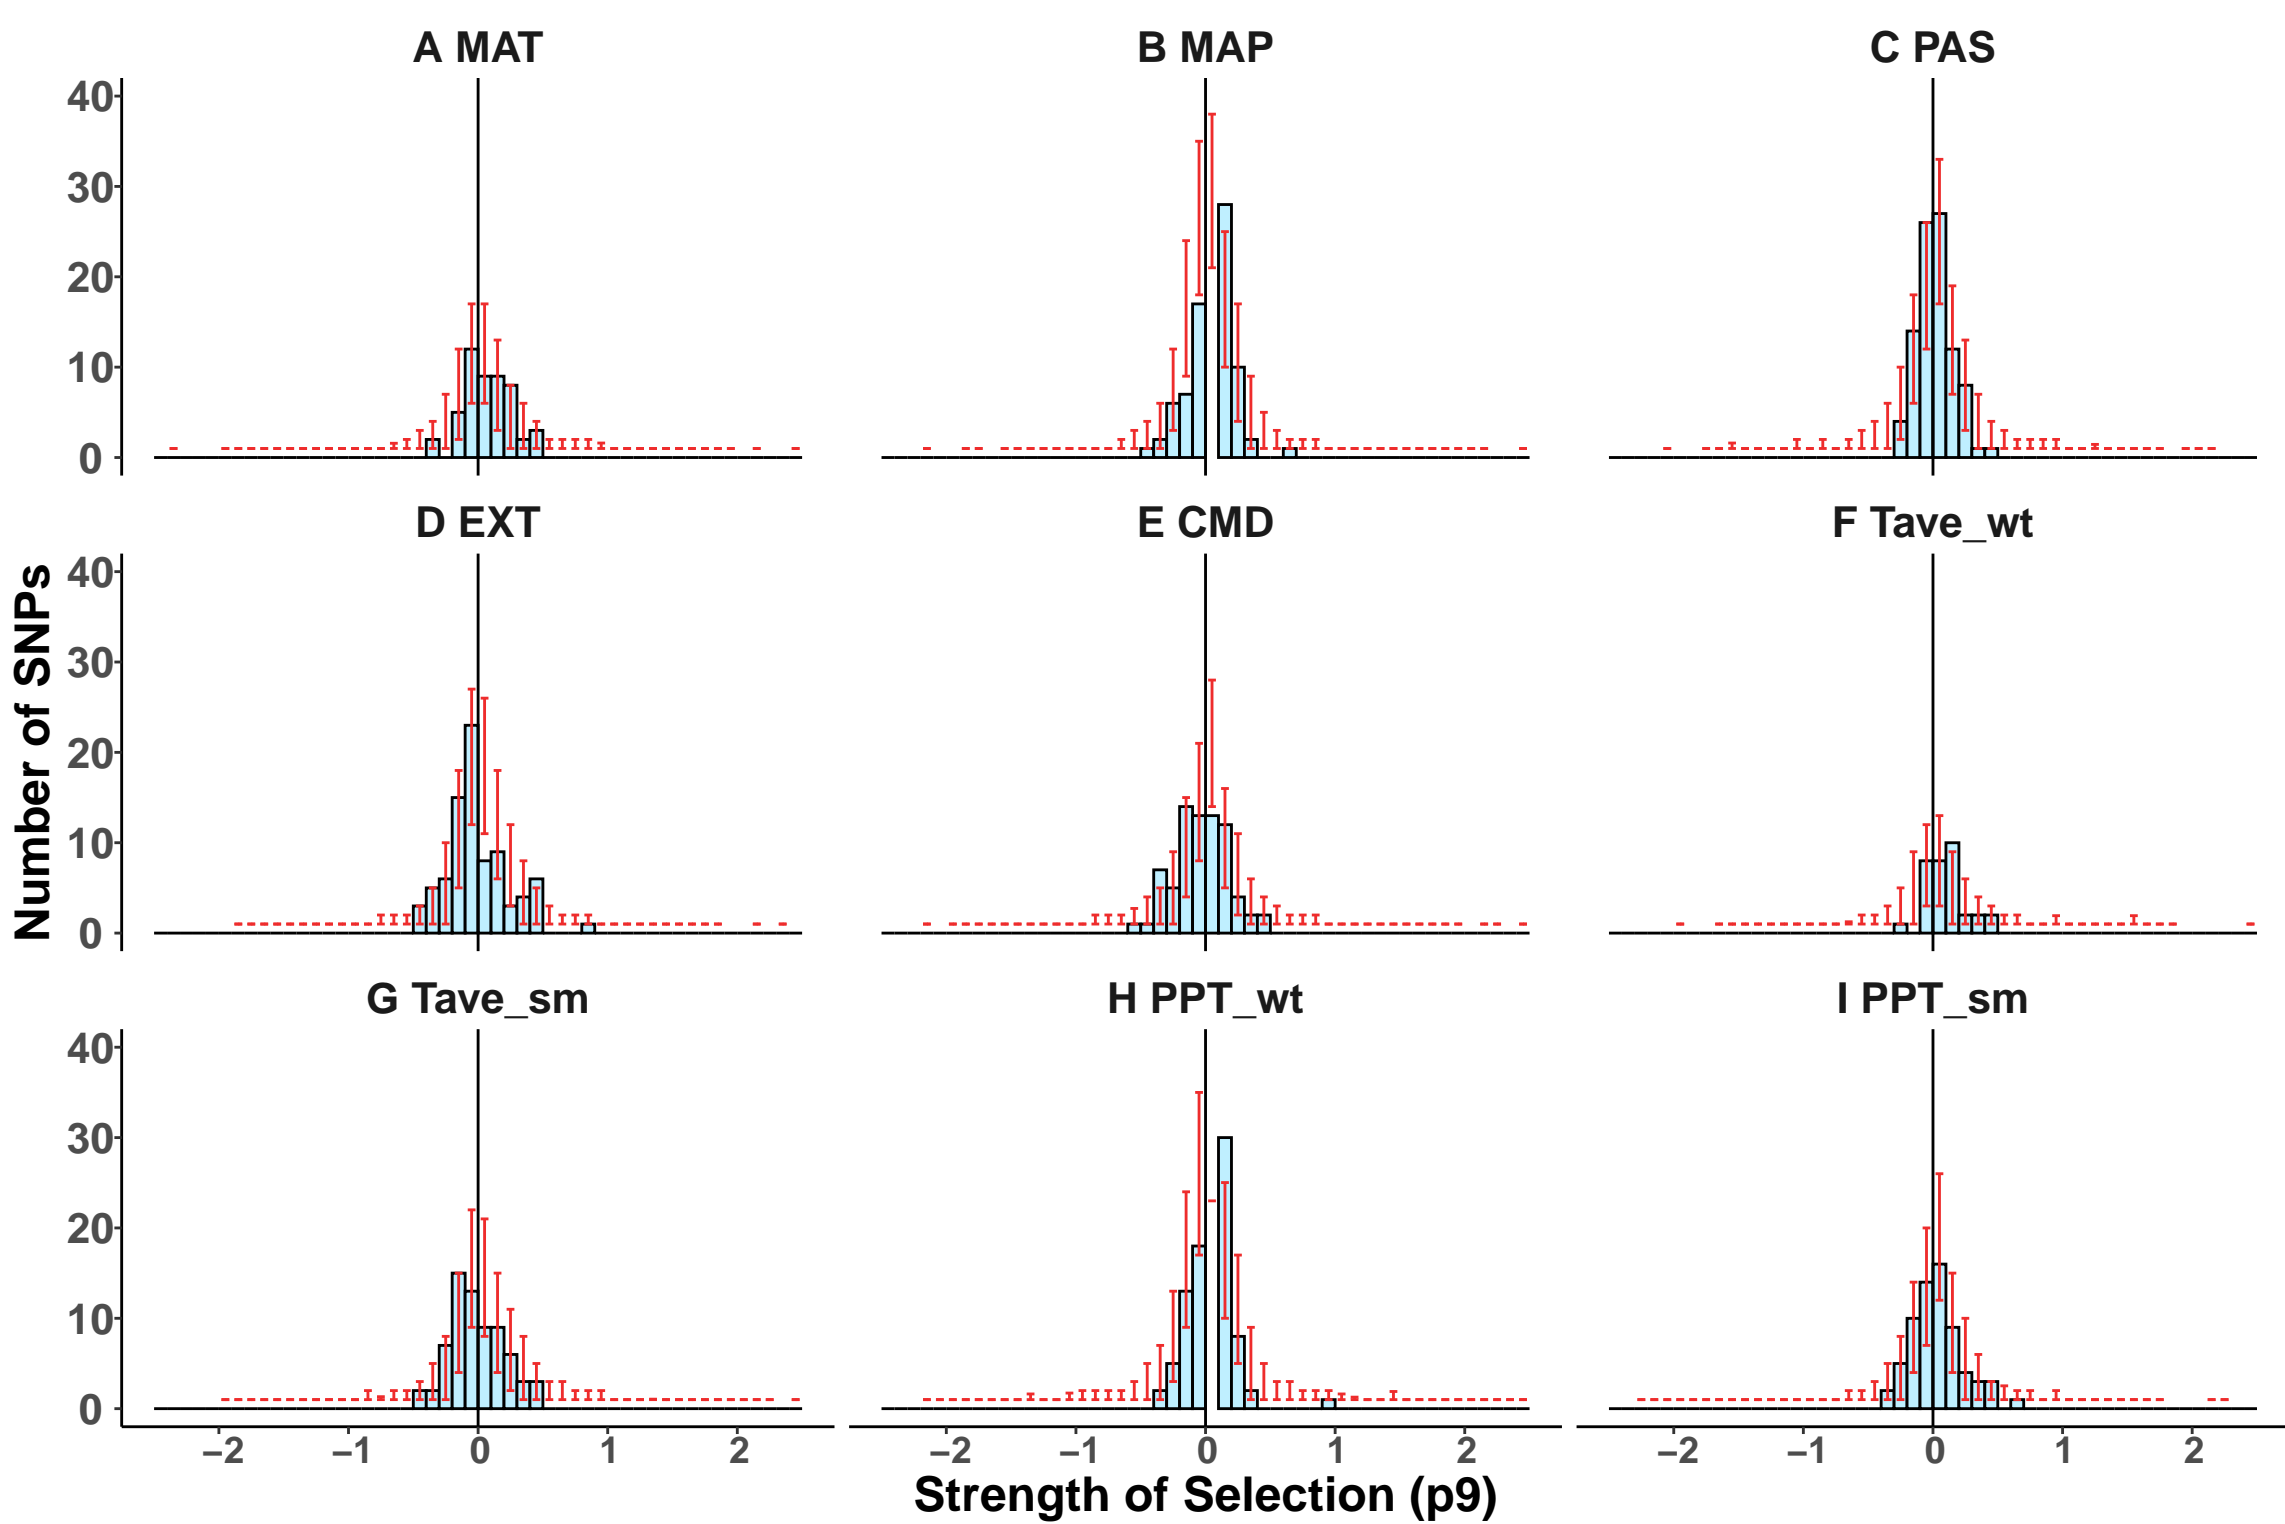 A MAT
B MAP
C PAS
40
30
20
10
0
D EXT
E CMD
F Tave_wt
40
30
20
10
0
G Tave_sm
H PPT_wt
I PPT_sm
40
30
20
10
0
Number of SNPs
−2 −1 0 1 2
−2 −1 0 1 2
−2 −1 0 1 2
Strength of Selection (p9)